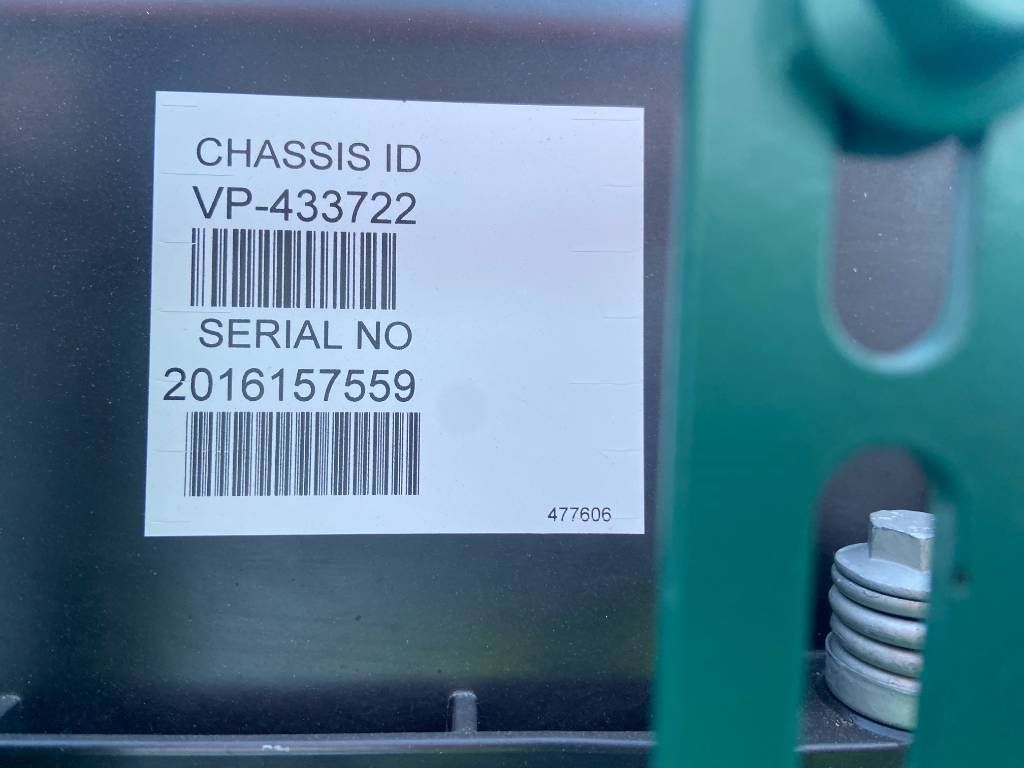 CHASSIS ID
VP-433722
SERIAL NO
2016157559
477606